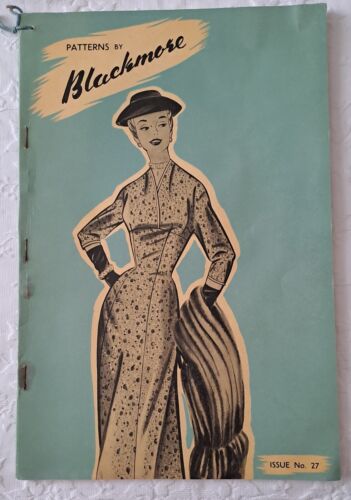 PATTERNS BY
Blackmore
ISSUE No. 27